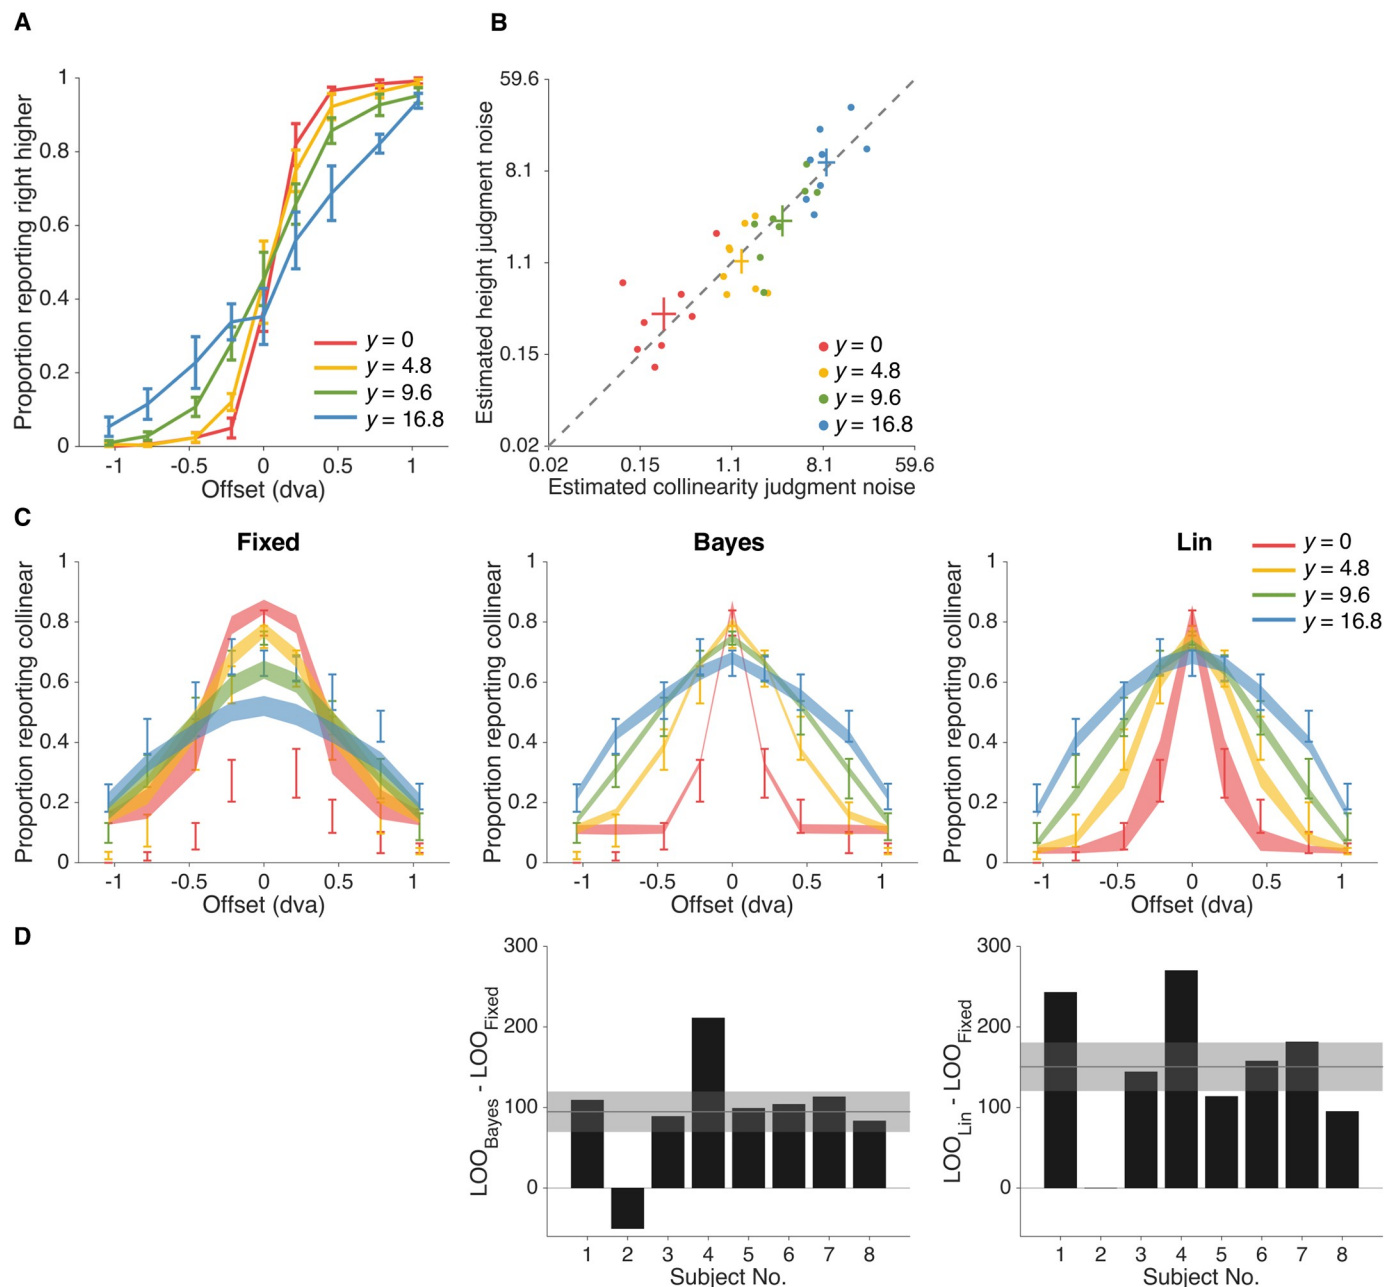 A
B
1
0.8
0.6
0.4
0.2
0
-1
-0.5
0
0.5
1
Proportion reporting right higher
Offset (dva)
y = 0
y = 4.8
y = 9.6
y = 16.8
59.6
8.1
1.1
0.15
0.02
0.02
0.15
1.1
8.1
59.6
Estimated height judgment noise
Estimated collinearity judgment noise
y = 0
y = 4.8
y = 9.6
y = 16.8
C
Fixed
1
0.8
0.6
0.4
0.2
0
-1
-0.5
0
0.5
1
Proportion reporting collinear
Offset (dva)
Bayes
1
0.8
0.6
0.4
0.2
0
-1
-0.5
0
0.5
1
Proportion reporting collinear
Offset (dva)
Lin
1
0.8
0.6
0.4
0.2
0
-1
-0.5
0
0.5
1
Proportion reporting collinear
Offset (dva)
y = 0
y = 4.8
y = 9.6
y = 16.8
D
300
200
100
0
LOO Bayes - LOO Fixed
1
2
3
4
5
6
7
8
Subject No.
300
200
100
0
LOO Lin - LOO Fixed
1
2
3
4
5
6
7
8
Subject No.